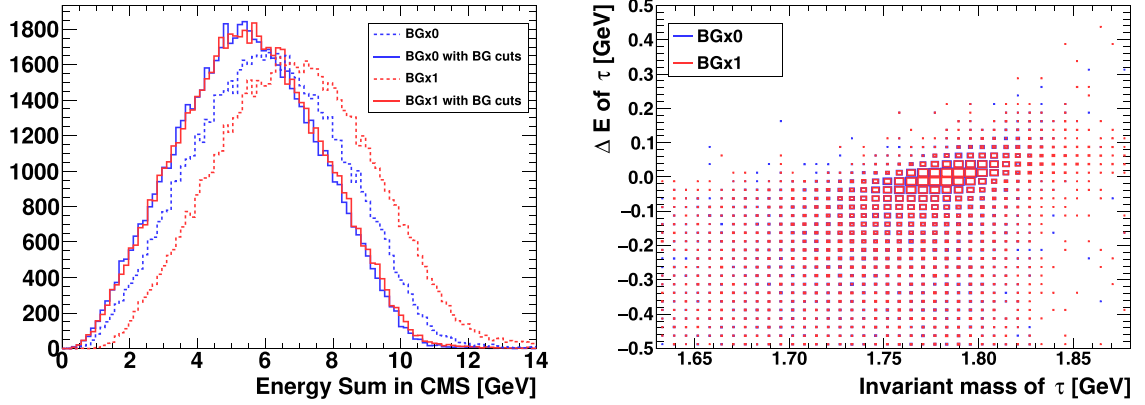 1800
1600
1400
1200
1000
800
600
400
200
0
0 2 4 6 8 10 12 14
Energy Sum in CMS [GeV]
BGx0
BGx0 with BG cuts
BGx1
BGx1 with BG cuts
Δ E of τ [GeV]
0.5
0.4
0.3
0.2
0.1
0.0
−0.1
−0.2
−0.3
−0.4
−0.5
1.65 1.70 1.75 1.80 1.85
Invariant mass of τ [GeV]
BGx0
BGx1